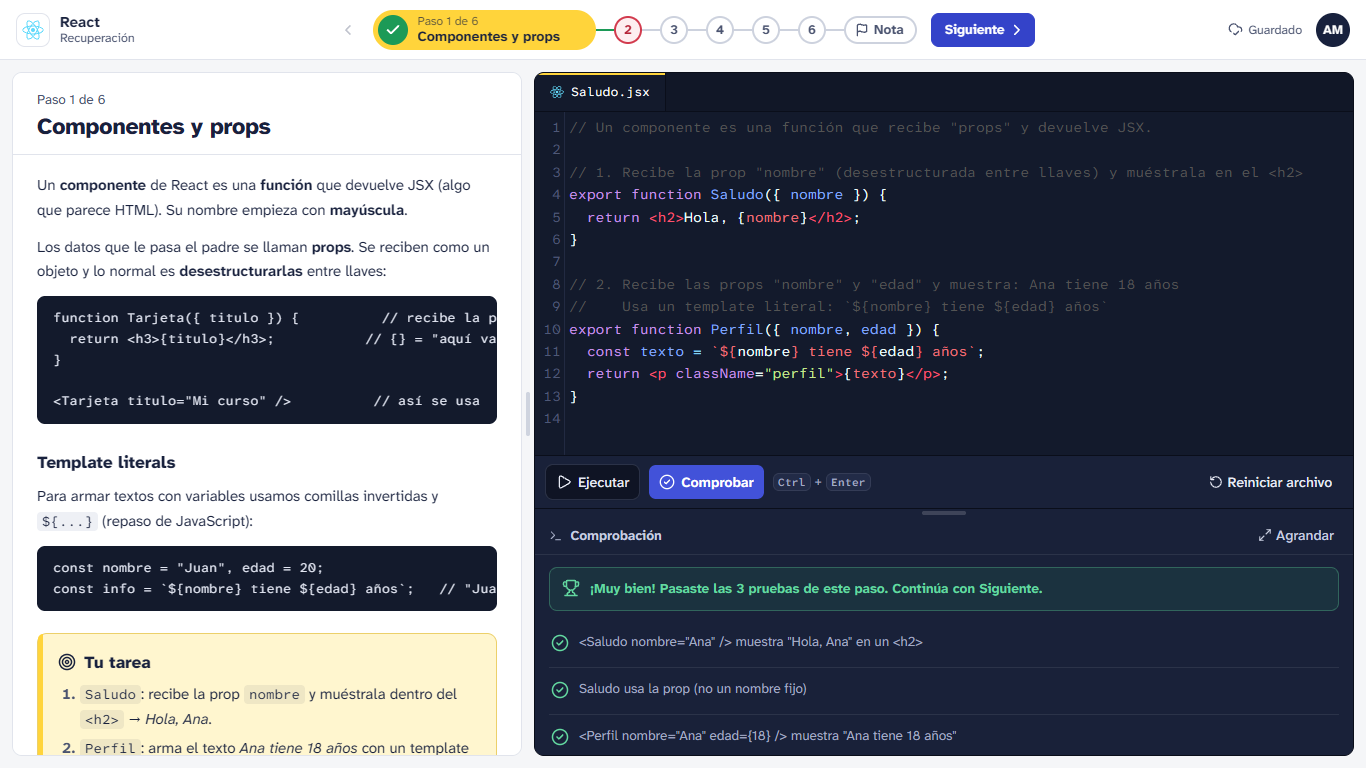 React
Recuperación
Paso 1 de 6
Componentes y props
2
3
4
5
6
Nota
Siguiente
Guardado
AM
Paso 1 de 6
Componentes y props
Un componente de React es una función que devuelve JSX (algo
que parece HTML). Su nombre empieza con mayúscula.
Los datos que le pasa el padre se llaman props. Se reciben como un
objeto y lo normal es desestructurarlas entre llaves:
function Tarjeta({ titulo }) {          // recibe la p
  return <h3>{titulo}</h3>;           // {} = "aquí va
}
<Tarjeta titulo="Mi curso" />          // así se usa
Template literals
Para armar textos con variables usamos comillas invertidas y
${...} (repaso de JavaScript):
const nombre = "Juan", edad = 20;
const info = `${nombre} tiene ${edad} años`;   // "Jua
Tu tarea
1. Saludo: recibe la prop nombre y muéstrala dentro del
<h2> → Hola, Ana.
2. Perfil: arma el texto Ana tiene 18 años con un template
Saludo.jsx
1 // Un componente es una función que recibe "props" y devuelve JSX.
2
3 // 1. Recibe la prop "nombre" (desestructurada entre llaves) y muéstrala en el <h2>
4 export function Saludo({ nombre }) {
5   return <h2>Hola, {nombre}</h2>;
6 }
7
8 // 2. Recibe las props "nombre" y "edad" y muestra: Ana tiene 18 años
9 //    Usa un template literal: `${nombre} tiene ${edad} años`
10 export function Perfil({ nombre, edad }) {
11   const texto = `${nombre} tiene ${edad} años`;
12   return <p className="perfil">{texto}</p>;
13 }
14
Ejecutar
Comprobar
Ctrl + Enter
Reiniciar archivo
Comprobación
Agrandar
¡Muy bien! Pasaste las 3 pruebas de este paso. Continúa con Siguiente.
<Saludo nombre="Ana" /> muestra "Hola, Ana" en un <h2>
Saludo usa la prop (no un nombre fijo)
<Perfil nombre="Ana" edad={18} /> muestra "Ana tiene 18 años"